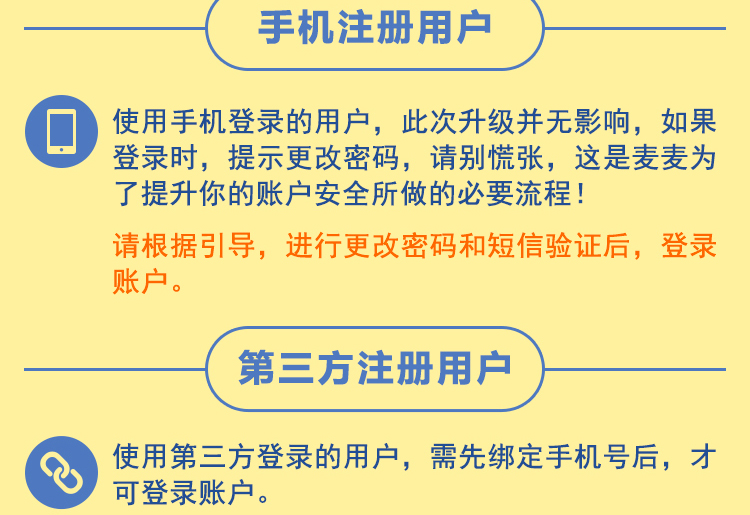 手机注册用户
使用手机登录的用户，此次升级并无影响，如果
登录时，提示更改密码，请别慌张，这是麦麦为
了提升你的账户安全所做的必要流程！
请根据引导，进行更改密码和短信验证后，登录
账户。
第三方注册用户
使用第三方登录的用户，需先绑定手机号后，才
可登录账户。